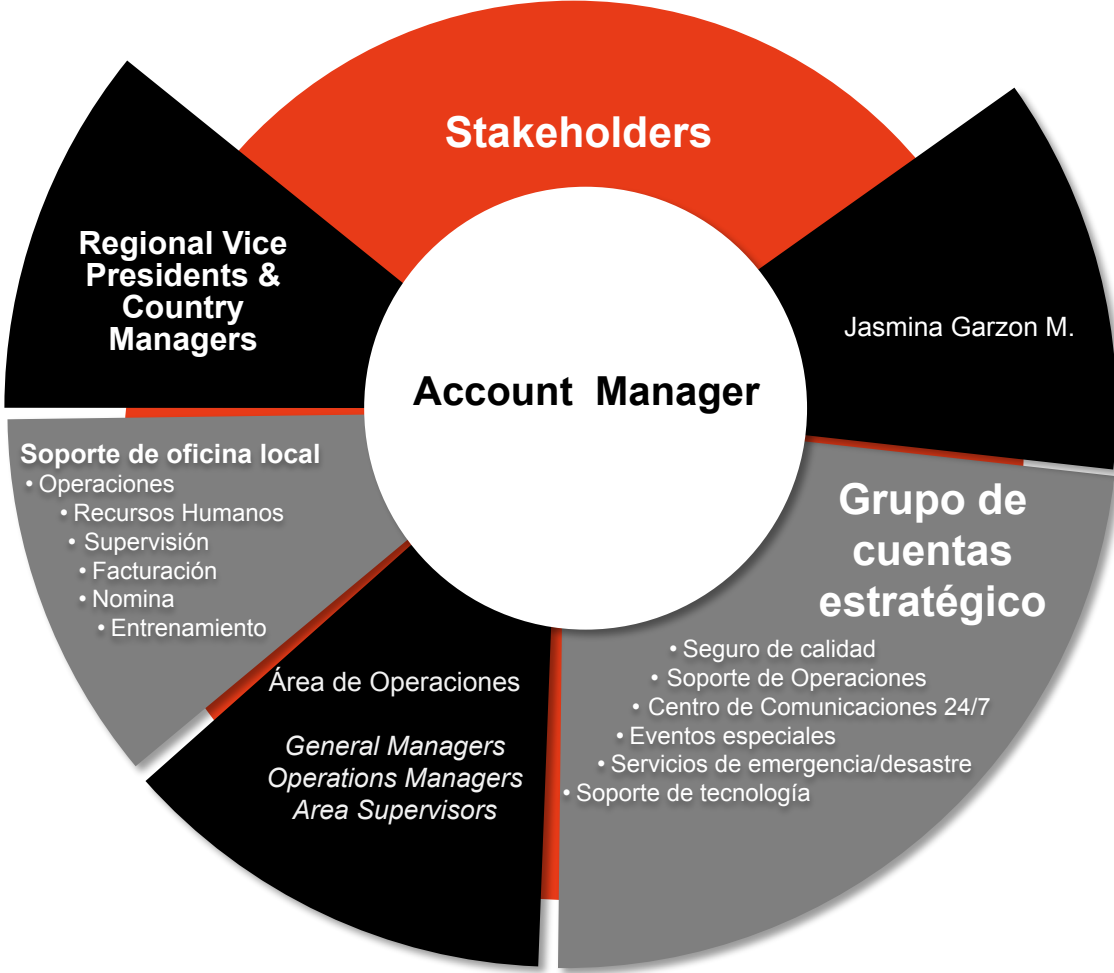 Stakeholders
Regional Vice
Presidents &
Country
Managers
Jasmina Garzon M.
Account  Manager
Soporte de oficina local
• Operaciones
• Recursos Humanos
• Supervisión
• Facturación
• Nomina
• Entrenamiento
Grupo de
cuentas
estratégico
• Seguro de calidad
• Soporte de Operaciones
• Centro de Comunicaciones 24/7
• Eventos especiales
• Servicios de emergencia/desastre
• Soporte de tecnología
Área de Operaciones
General Managers
Operations Managers
Area Supervisors